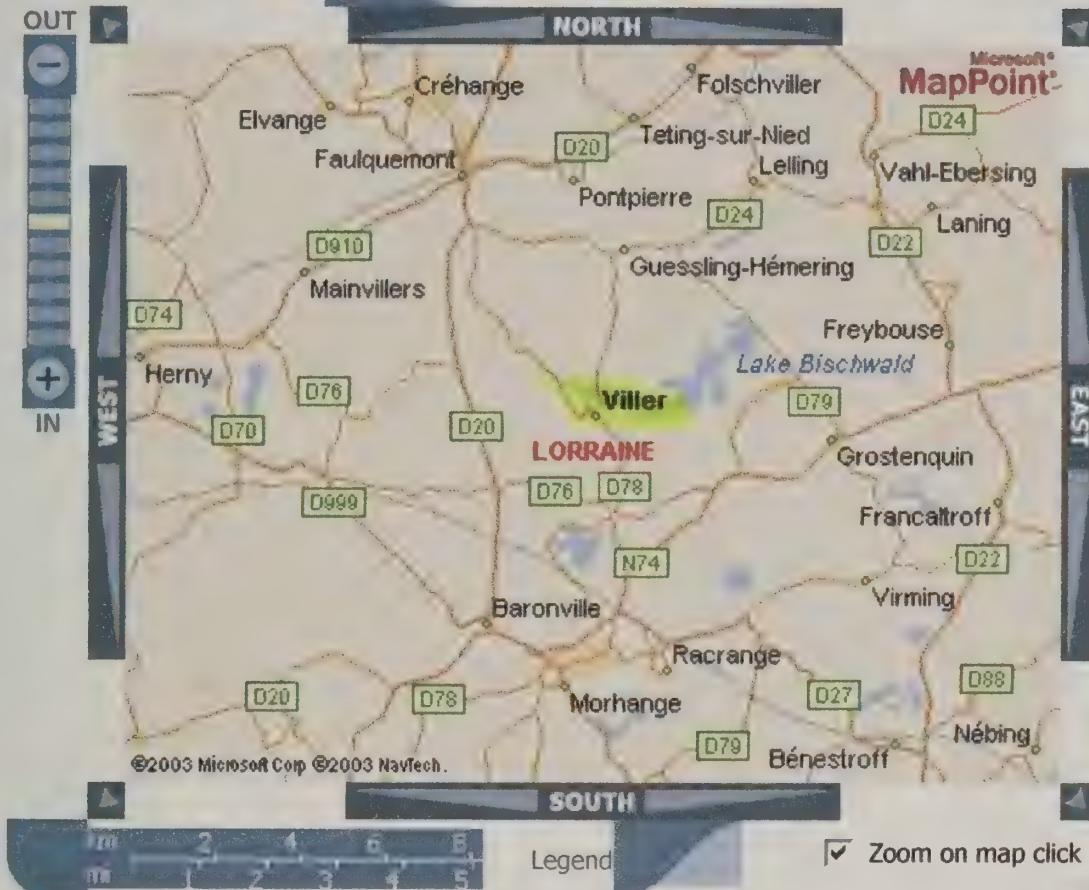 OUT
NORTH
Microsoft®
MapPoint®
Créhange
Folschviller
Elvange
D24
Teting-sur-Nied
Faulquemont
D20
Lelling
Vahl-Ebersing
Pontpierre
D24
Laning
D910
D22
Guessling-Hémering
Mainvillers
D74
Freybouse
Lake Bischwald
Herny
D76
Viller
D79
IN
WEST
EAST
D70
D20
LORRAINE
Grostenquin
D76
D78
D999
Francaltroff
N74
D22
Baronville
Virming
Racrange
D20
D78
Morhange
D27
D88
D79
Bénestroff
Nébing
©2003 Microsoft Corp ©2003 NavTech.
SOUTH
2 4 6 8
1 2 3 4 5
Legend
Zoom on map click